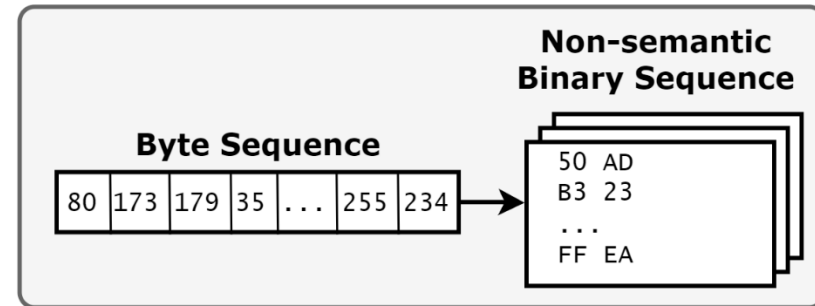 Non-semantic
Binary Sequence
Byte Sequence
80 173 179 35 ... 255 234
50 AD
B3 23
...
FF EA